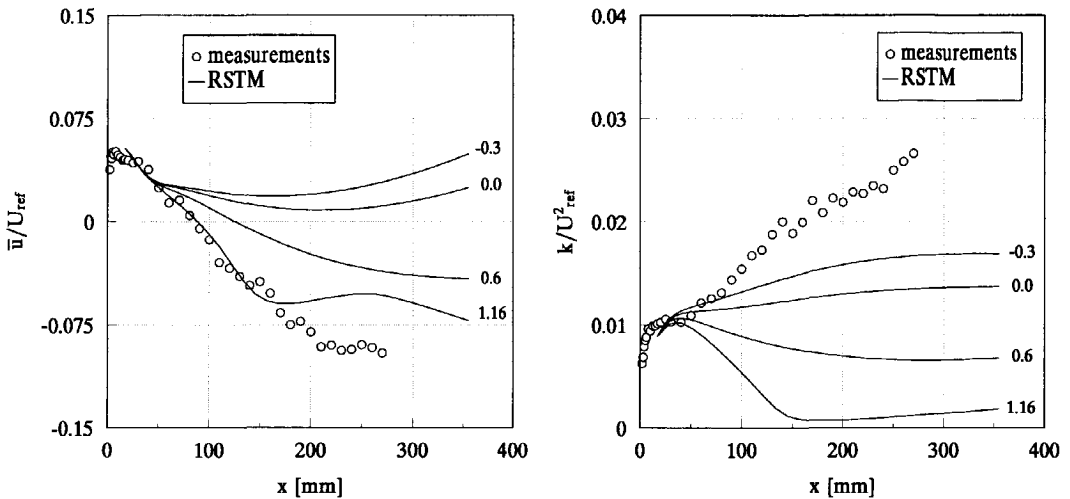 0.15
0.075
0
-0.075
-0.15
u̅/U_ref
○ measurements
— RSTM
-0.3
0.0
0.6
1.16
0 100 200 300 400
x [mm]
0.04
0.03
0.02
0.01
0
k/U²_ref
○ measurements
— RSTM
-0.3
0.0
0.6
1.16
0 100 200 300 400
x [mm]